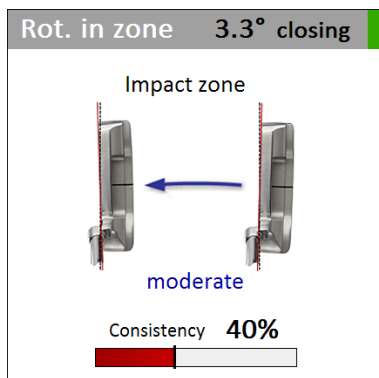 Rot. in zone 3.3° closing
Impact zone
moderate
Consistency 40%